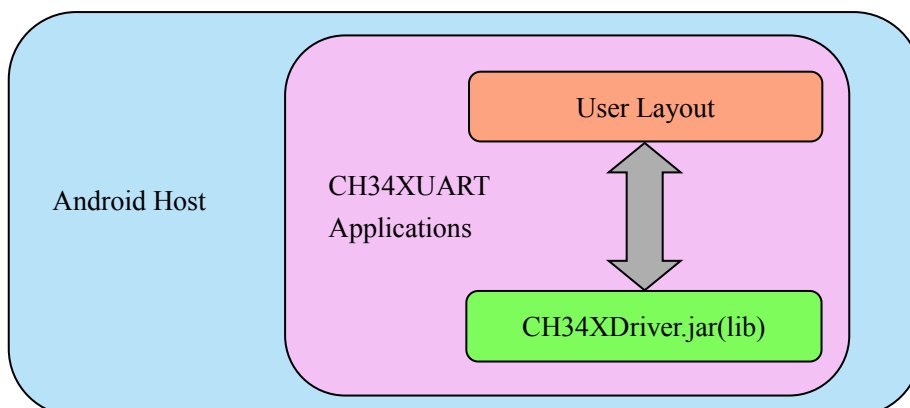 User Layout
CH34XUART
Applications
Android Host
CH34XDriver.jar(lib)